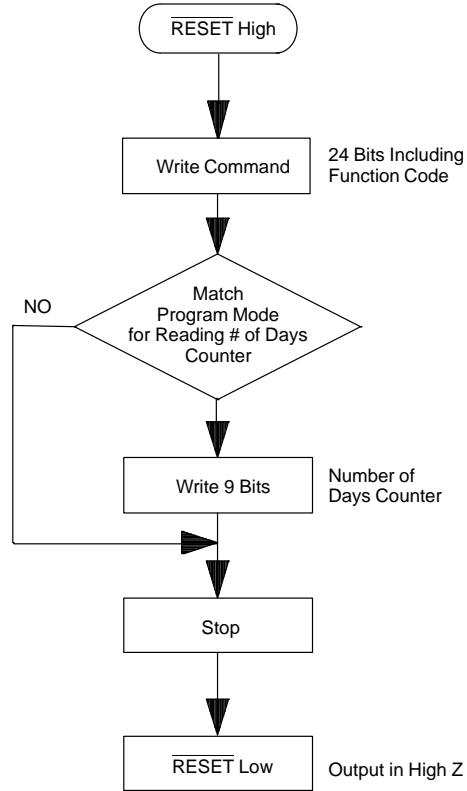 RESET High
Write Command
24 Bits Including
Function Code
Match
Program Mode
for Reading # of Days
Counter
NO
Write 9 Bits
Number of
Days Counter
Stop
RESET Low
Output in High Z